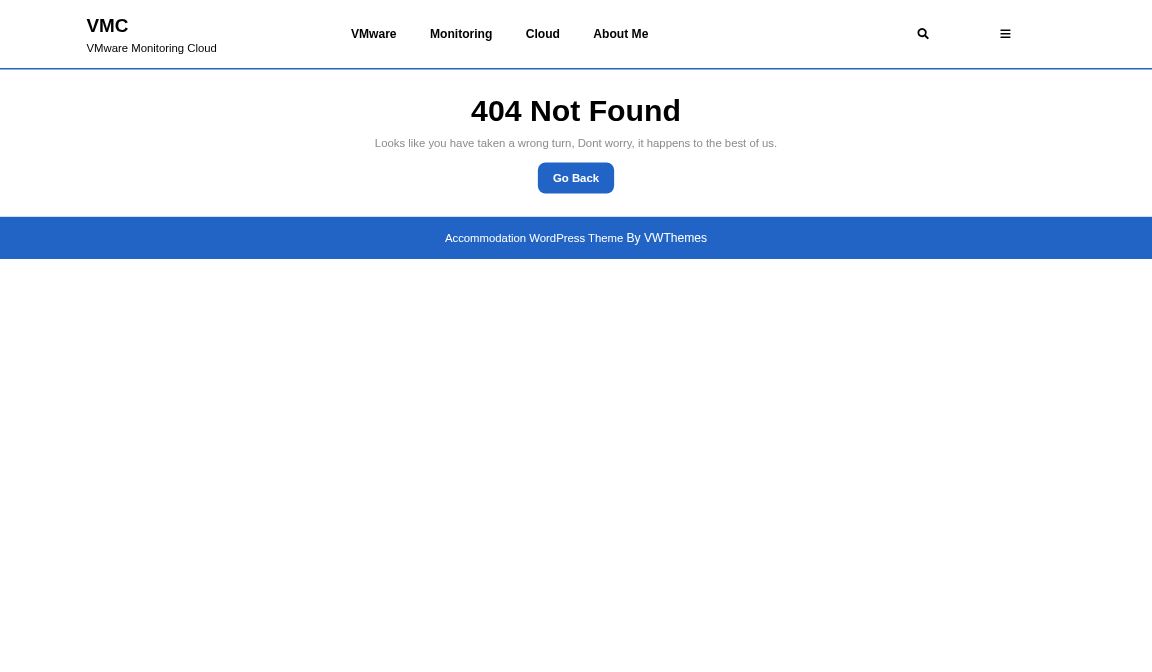 VMC
VMware Monitoring Cloud
VMware Monitoring Cloud About Me
404 Not Found
Looks like you have taken a wrong turn, Dont worry, it happens to the best of us.
Go Back
Accommodation WordPress Theme By VWThemes